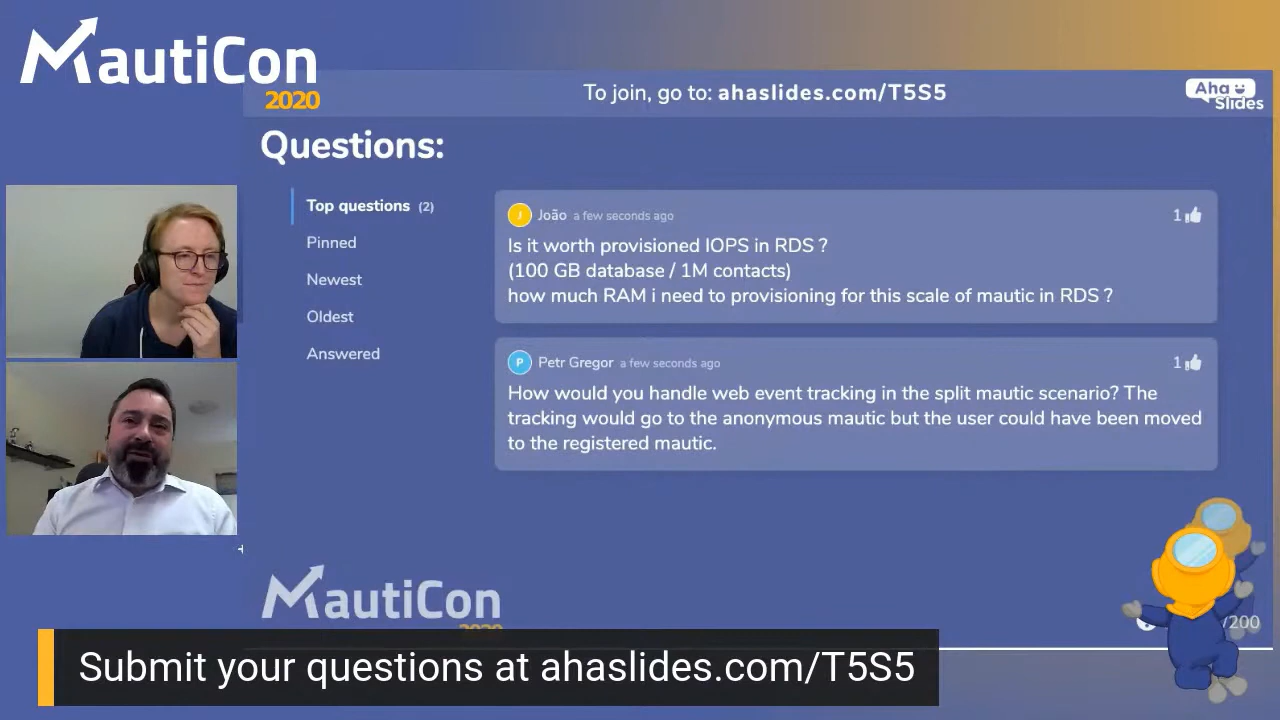 MautiCon
2020
To join, go to: ahaslides.com/T5S5
Aha
Slides
Questions:
Top questions (2)
Pinned
Newest
Oldest
Answered
J João a few seconds ago 1
Is it worth provisioned IOPS in RDS ?
(100 GB database / 1M contacts)
how much RAM i need to provisioning for this scale of mautic in RDS ?
P Petr Gregor a few seconds ago 1
How would you handle web event tracking in the split mautic scenario? The
tracking would go to the anonymous mautic but the user could have been moved
to the registered mautic.
MautiCon
2020
/200
Submit your questions at ahaslides.com/T5S5